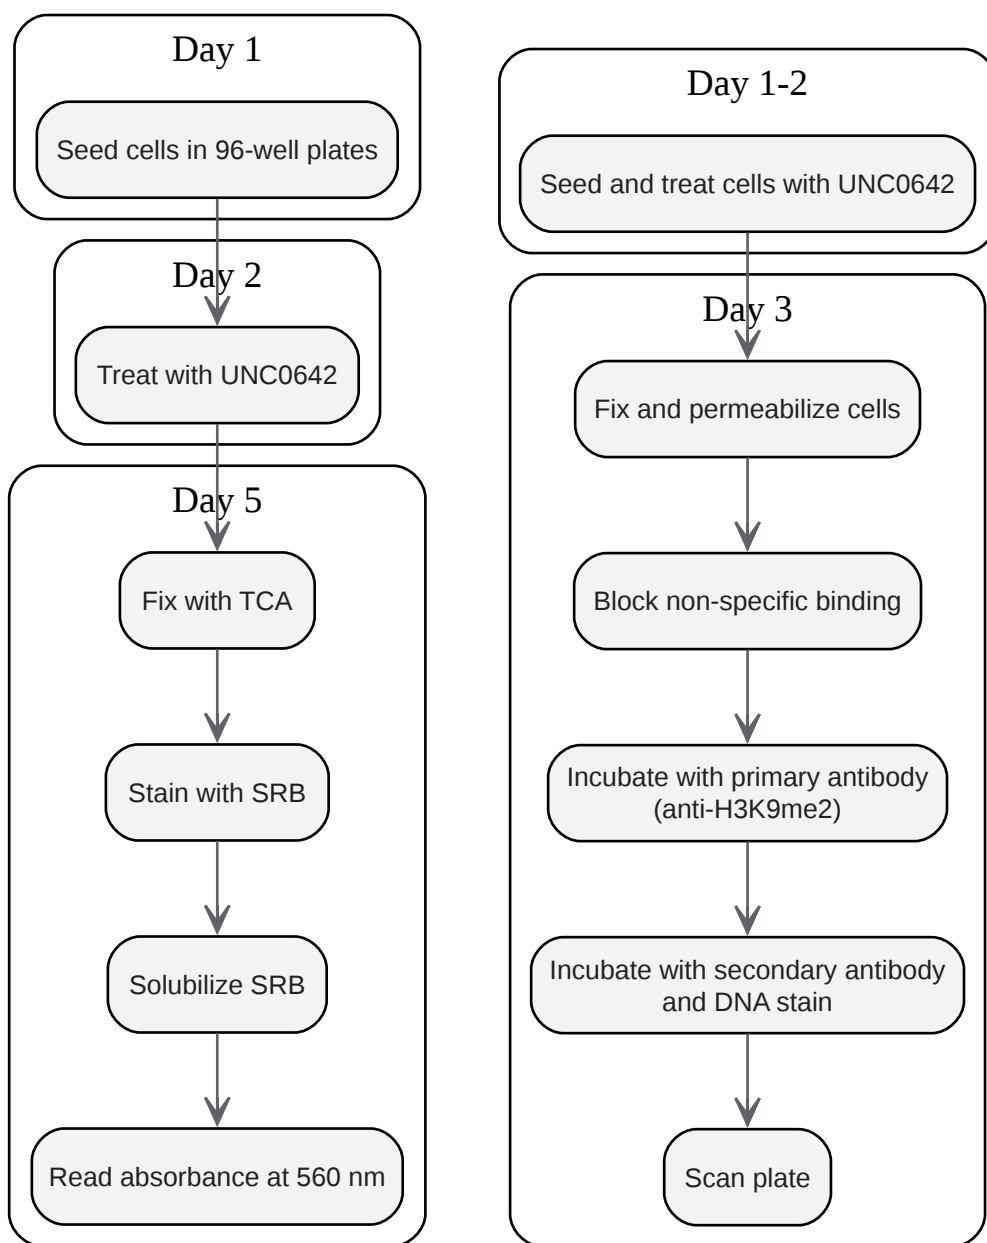 Day 1
Seed cells in 96-well plates
Day 2
Treat with UNC0642
Day 5
Fix with TCA
Stain with SRB
Solubilize SRB
Read absorbance at 560 nm
Day 1-2
Seed and treat cells with UNC0642
Day 3
Fix and permeabilize cells
Block non-specific binding
Incubate with primary antibody
(anti-H3K9me2)
Incubate with secondary antibody
and DNA stain
Scan plate